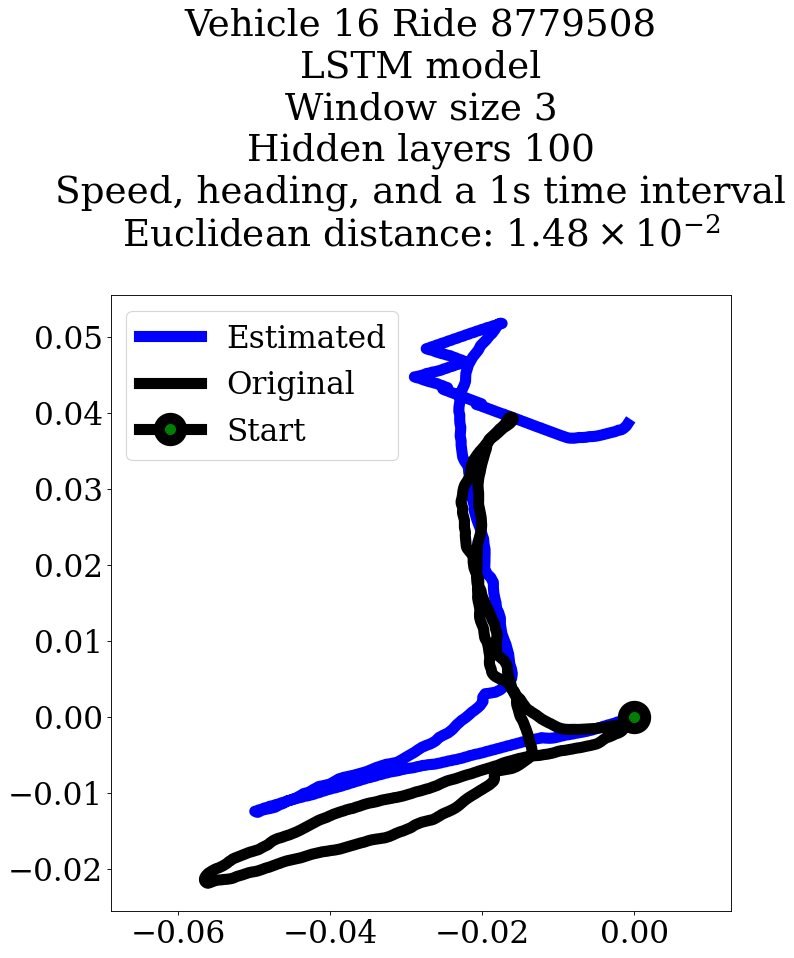 Vehicle 16 Ride 8779508
LSTM model
Window size 3
Hidden layers 100
Speed, heading, and a 1s time interval
Euclidean distance: 1.48 × 10⁻²
Estimated
Original
Start
0.05
0.04
0.03
0.02
0.01
0.00
−0.01
−0.02
−0.06 −0.04 −0.02 0.00